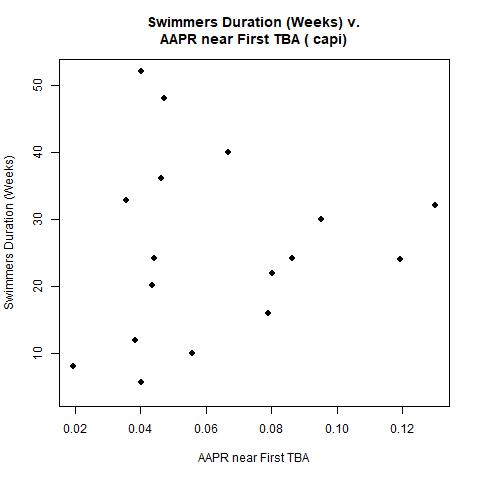 Swimmers Duration (Weeks) v.
AAPR near First TBA ( capi)
Swimmers Duration (Weeks)
50
40
30
20
10
0.02 0.04 0.06 0.08 0.10 0.12
AAPR near First TBA